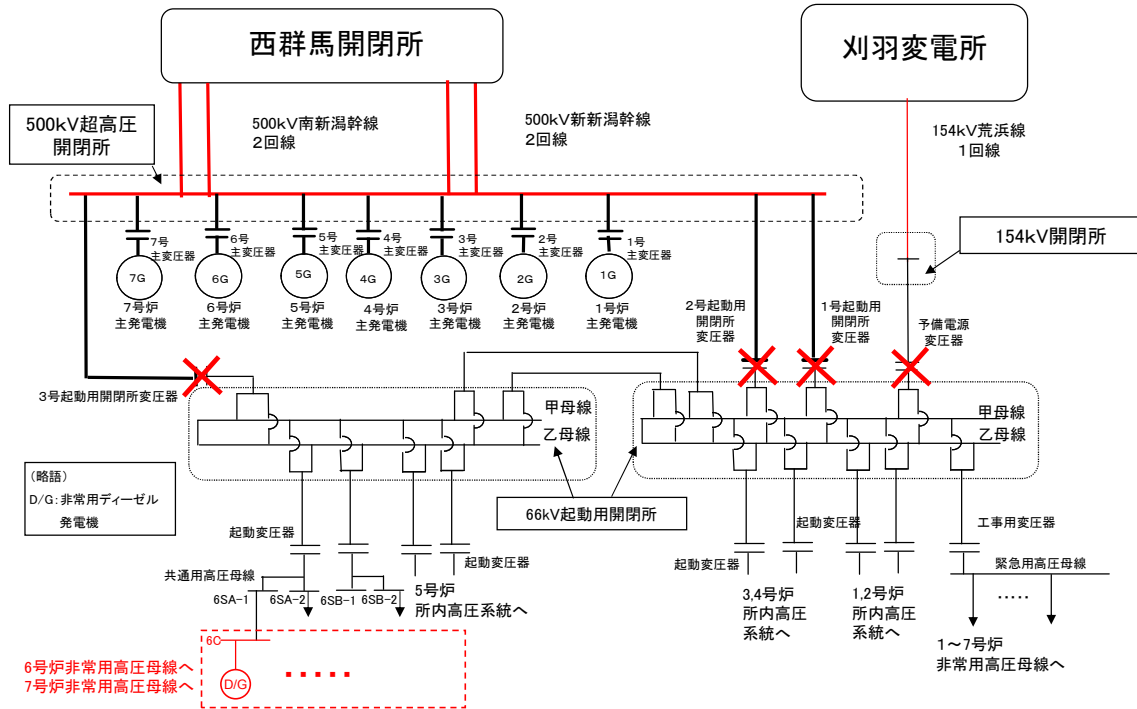 西群馬開閉所
刈羽変電所
500kV超高圧
開閉所
500kV南新潟幹線
2回線
500kV新新潟幹線
2回線
154kV荒浜線
1回線
154kV開閉所
7号
主変圧器
6号
主変圧器
5号
主変圧器
4号
主変圧器
3号
主変圧器
2号
主変圧器
1号
主変圧器
7G
6G
5G
4G
3G
2G
1G
7号炉
主発電機
6号炉
主発電機
5号炉
主発電機
4号炉
主発電機
3号炉
主発電機
2号炉
主発電機
1号炉
主発電機
2号起動用
開閉所
変圧器
1号起動用
開閉所
変圧器
予備電源
変圧器
3号起動用開閉所変圧器
甲母線
乙母線
甲母線
乙母線
(略語)
D/G:非常用ディーゼル
発電機
66kV起動用開閉所
起動変圧器
起動変圧器
起動変圧器
起動変圧器
工事用変圧器
共通用高圧母線
6SA-1
6SA-2
6SB-1
6SB-2
5号炉
所内高圧
系統へ
3,4号炉
所内高圧
系統へ
1,2号炉
所内高圧
系統へ
緊急用高圧母線
.....
1～7号炉
非常用高圧母線へ
6C
D/G
.....
6号炉非常用高圧母線へ
7号炉非常用高圧母線へ